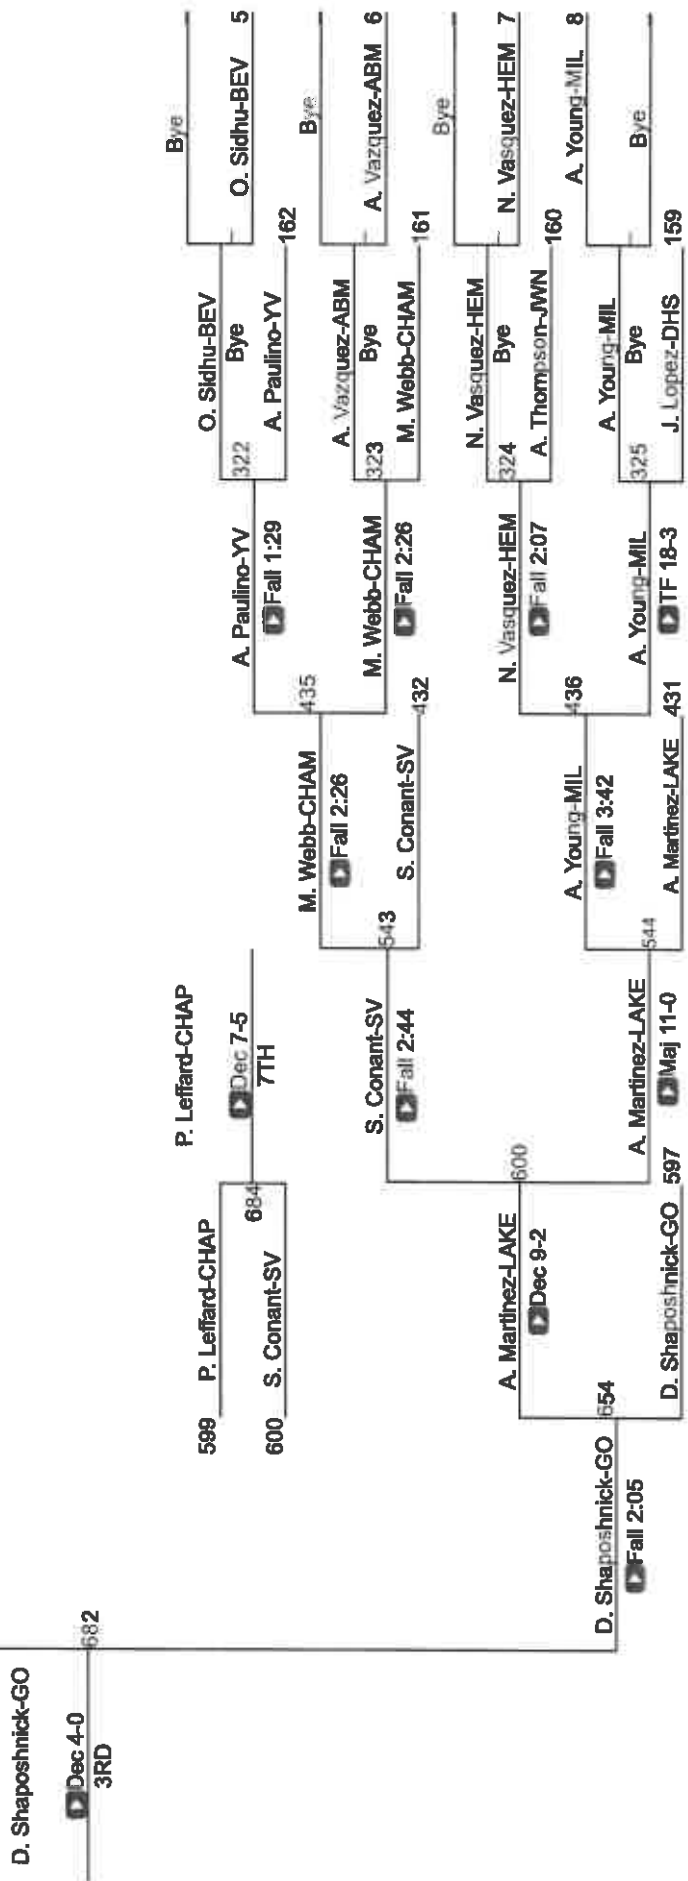 D. Shaposhnick-GO
Dec 4-0
682
3RD
Bye
P. Leffard-CHAP
599 P. Leffard-CHAP
O. Sidhu-BEV
Dec 7-5
A. Paulino-YV
322
Bye
O. Sidhu-BEV 5
684
7TH
600 S. Conant-SV
Fall 1:29
A. Paulino-YV 162
M. Webb-CHAM
435
Bye
Fall 2:26
A. Vazquez-ABM
S. Conant-SV
M. Webb-CHAM
323
Bye
A. Vazquez-ABM 6
543
Fall 2:44
S. Conant-SV 432
Fall 2:26
M. Webb-CHAM 161
Bye
A. Martinez-LAKE
600
N. Vasquez-HEM
324
N. Vasquez-HEM
Bye
N. Vasquez-HEM 7
Dec 9-2
Fall 2:07
A. Thompson-JWN 160
A. Young-MIL
436
A. Young-MIL 8
D. Shaposhnick-GO
654
Fall 3:42
A. Young-MIL
Fall 2:05
A. Martinez-LAKE
544
A. Young-MIL
325
Bye
Bye
D. Shaposhnick-GO 597
Maj 11-0
A. Martinez-LAKE 431
TF 18-3
J. Lopez-DHS 159